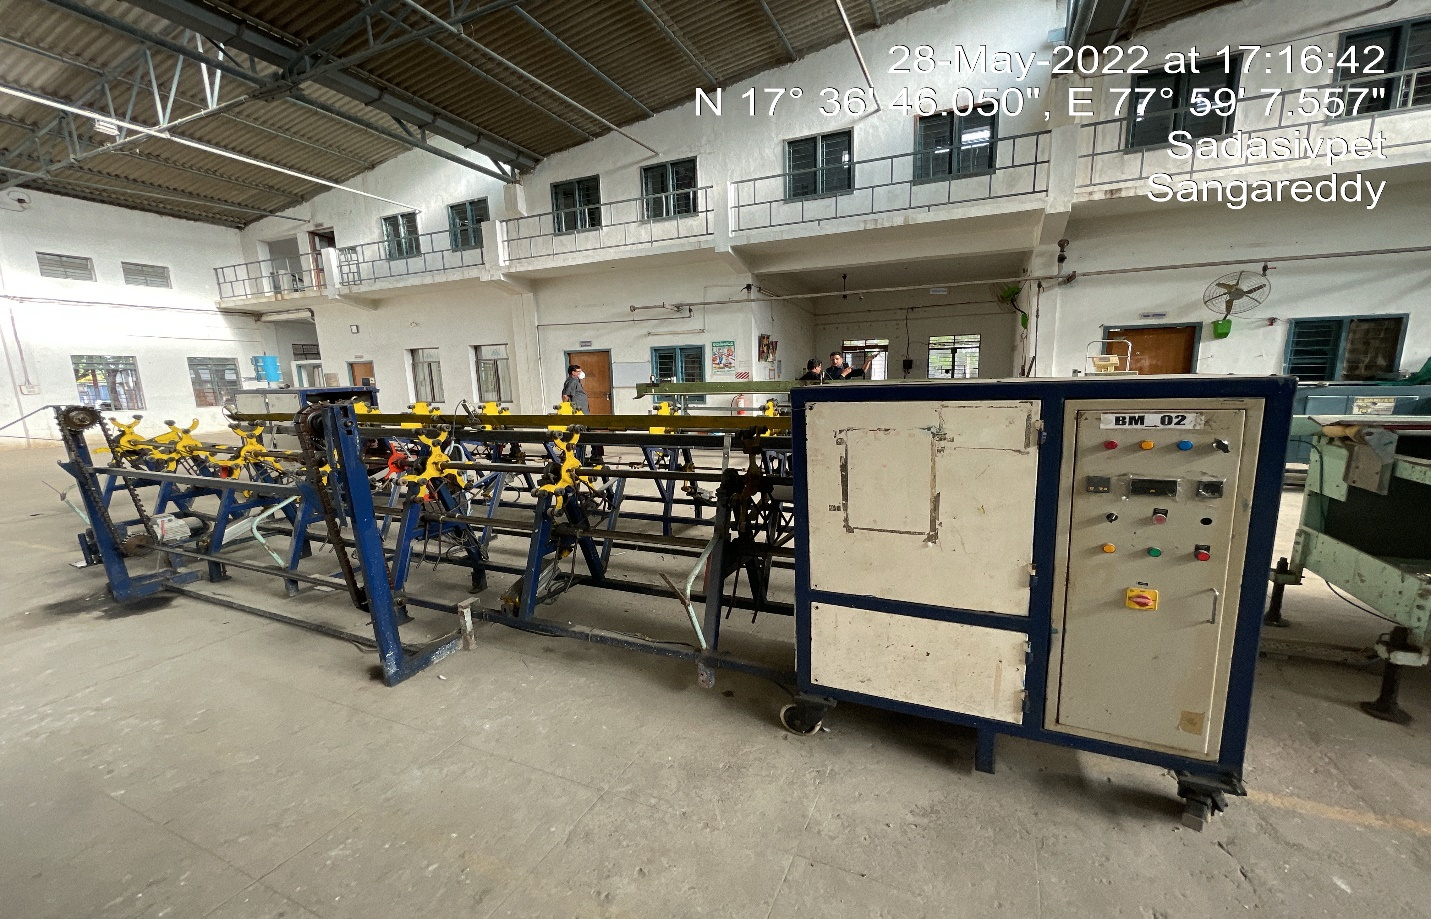 28-May-2022 at 17:16:42
N 17° 36' 46.050", E 77° 59' 7.557"
Sadasivpet
Sangareddy
BM_02